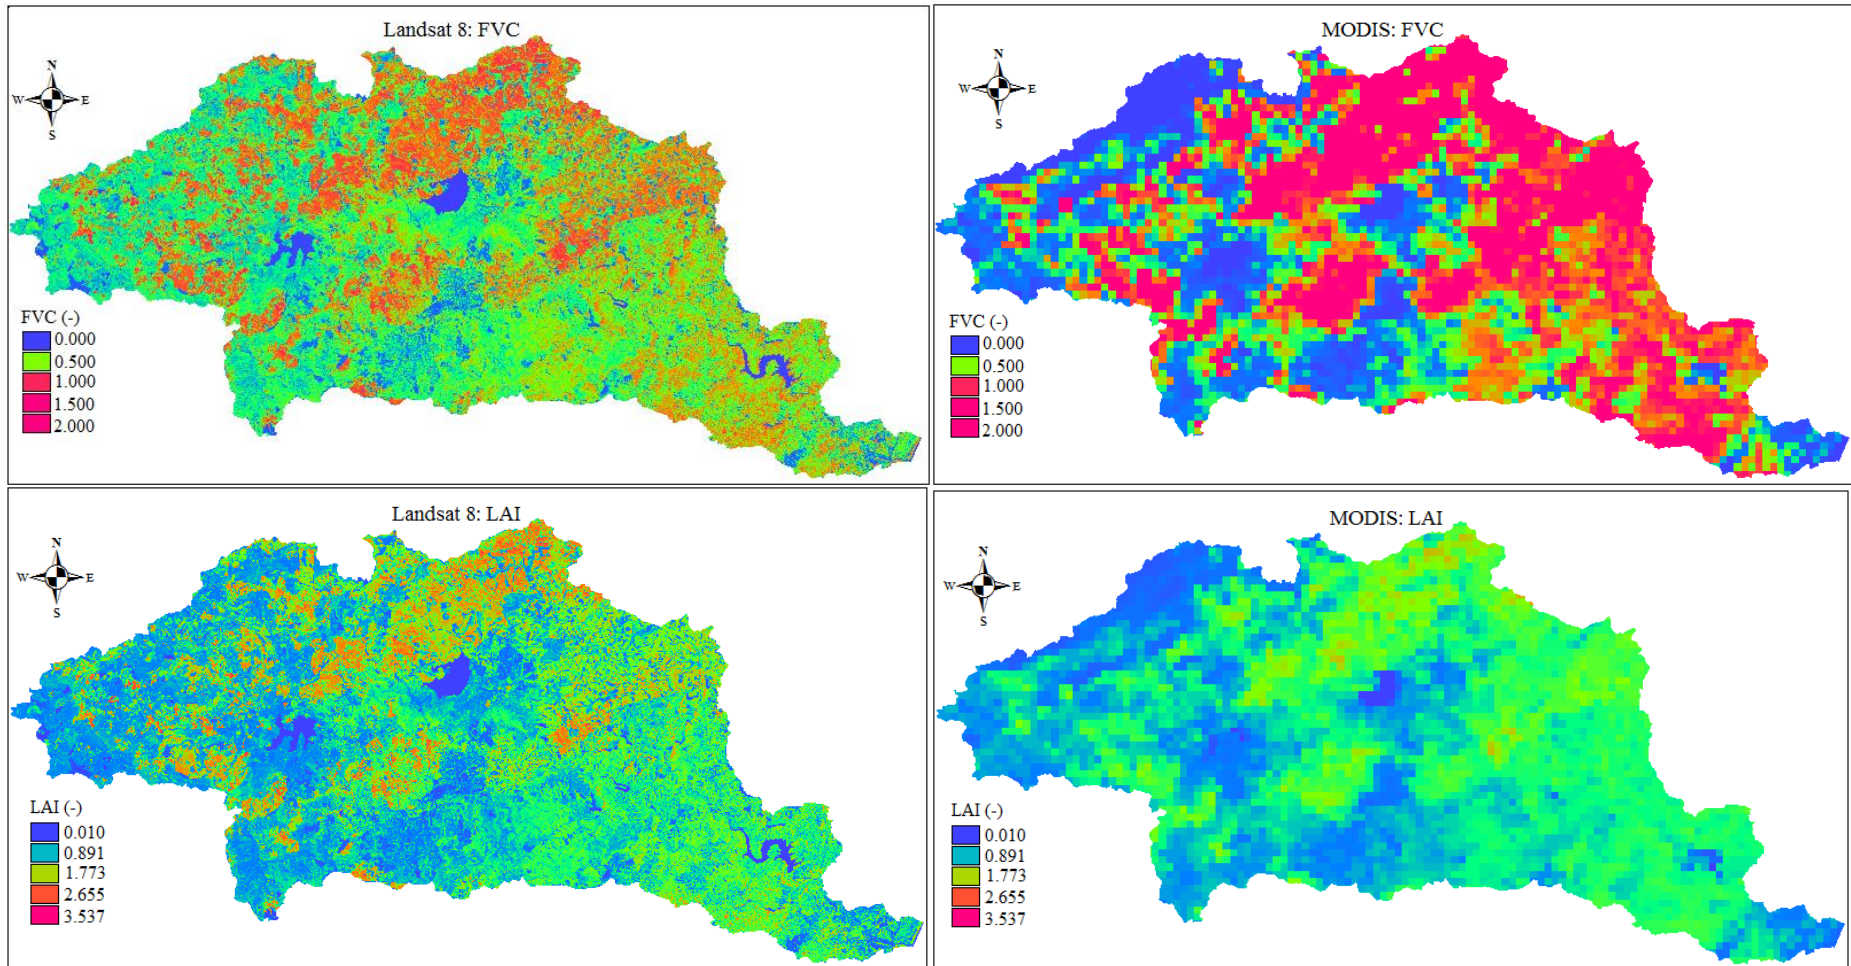 Landsat 8: FVC
N
W E
S
FVC (-)
0.000
0.500
1.000
1.500
2.000
MODIS: FVC
N
W E
S
FVC (-)
0.000
0.500
1.000
1.500
2.000
Landsat 8: LAI
N
W E
S
LAI (-)
0.010
0.891
1.773
2.655
3.537
MODIS: LAI
N
W E
S
LAI (-)
0.010
0.891
1.773
2.655
3.537